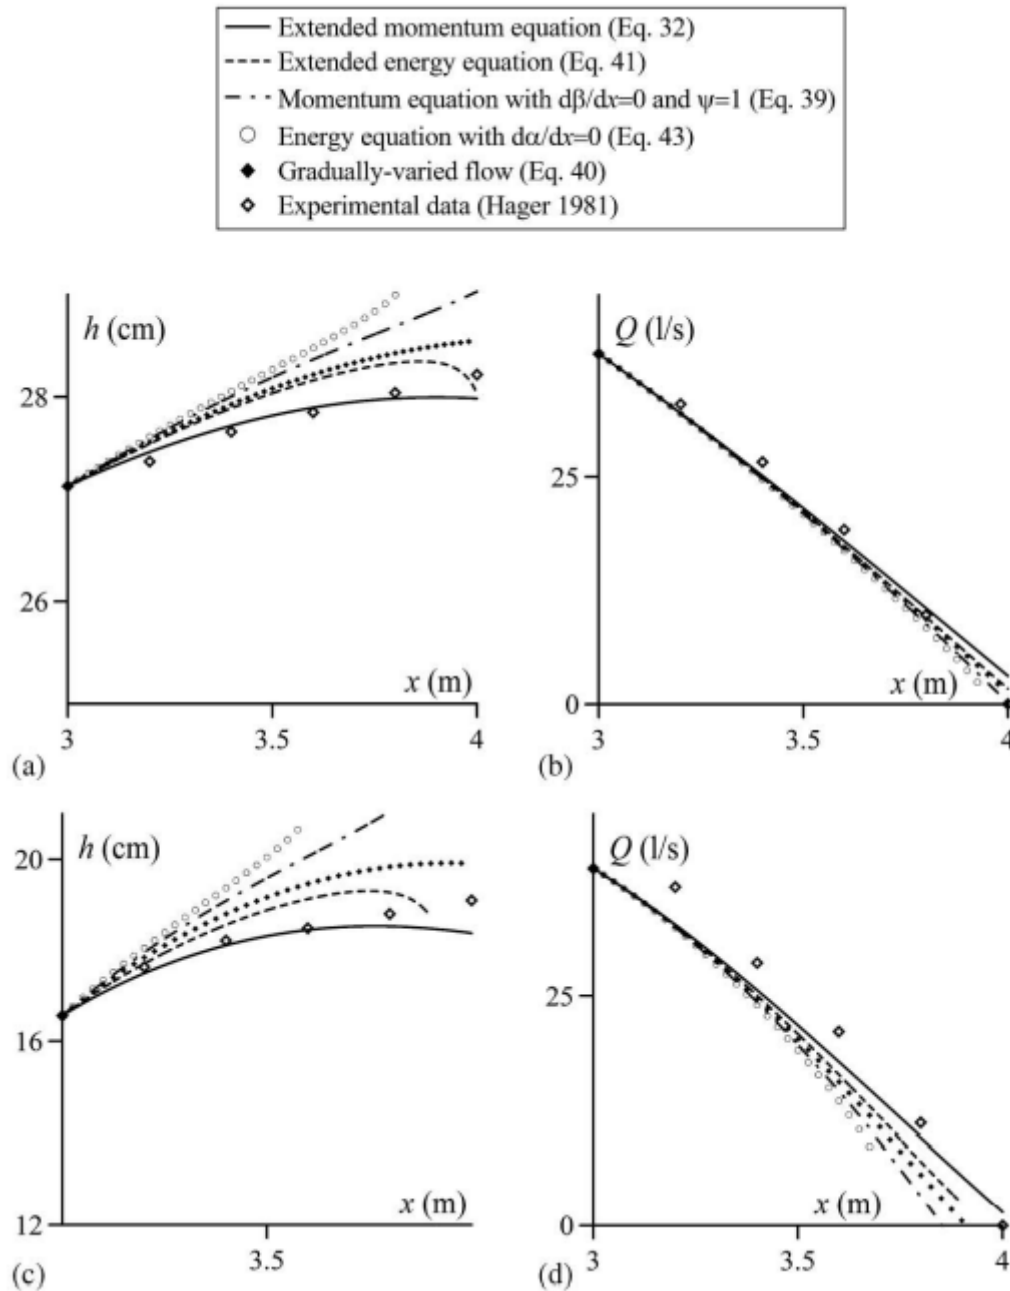 Extended momentum equation (Eq. 32)
Extended energy equation (Eq. 41)
Momentum equation with dβ/dx=0 and ψ=1 (Eq. 39)
Energy equation with dα/dx=0 (Eq. 43)
Gradually-varied flow (Eq. 40)
Experimental data (Hager 1981)
h (cm)
28
26
x (m)
3 3.5 4
(a)
Q (l/s)
25
0
x (m)
3 3.5 4
(b)
h (cm)
20
16
12
x (m)
3.5
(c)
Q (l/s)
25
0
x (m)
3 3.5 4
(d)